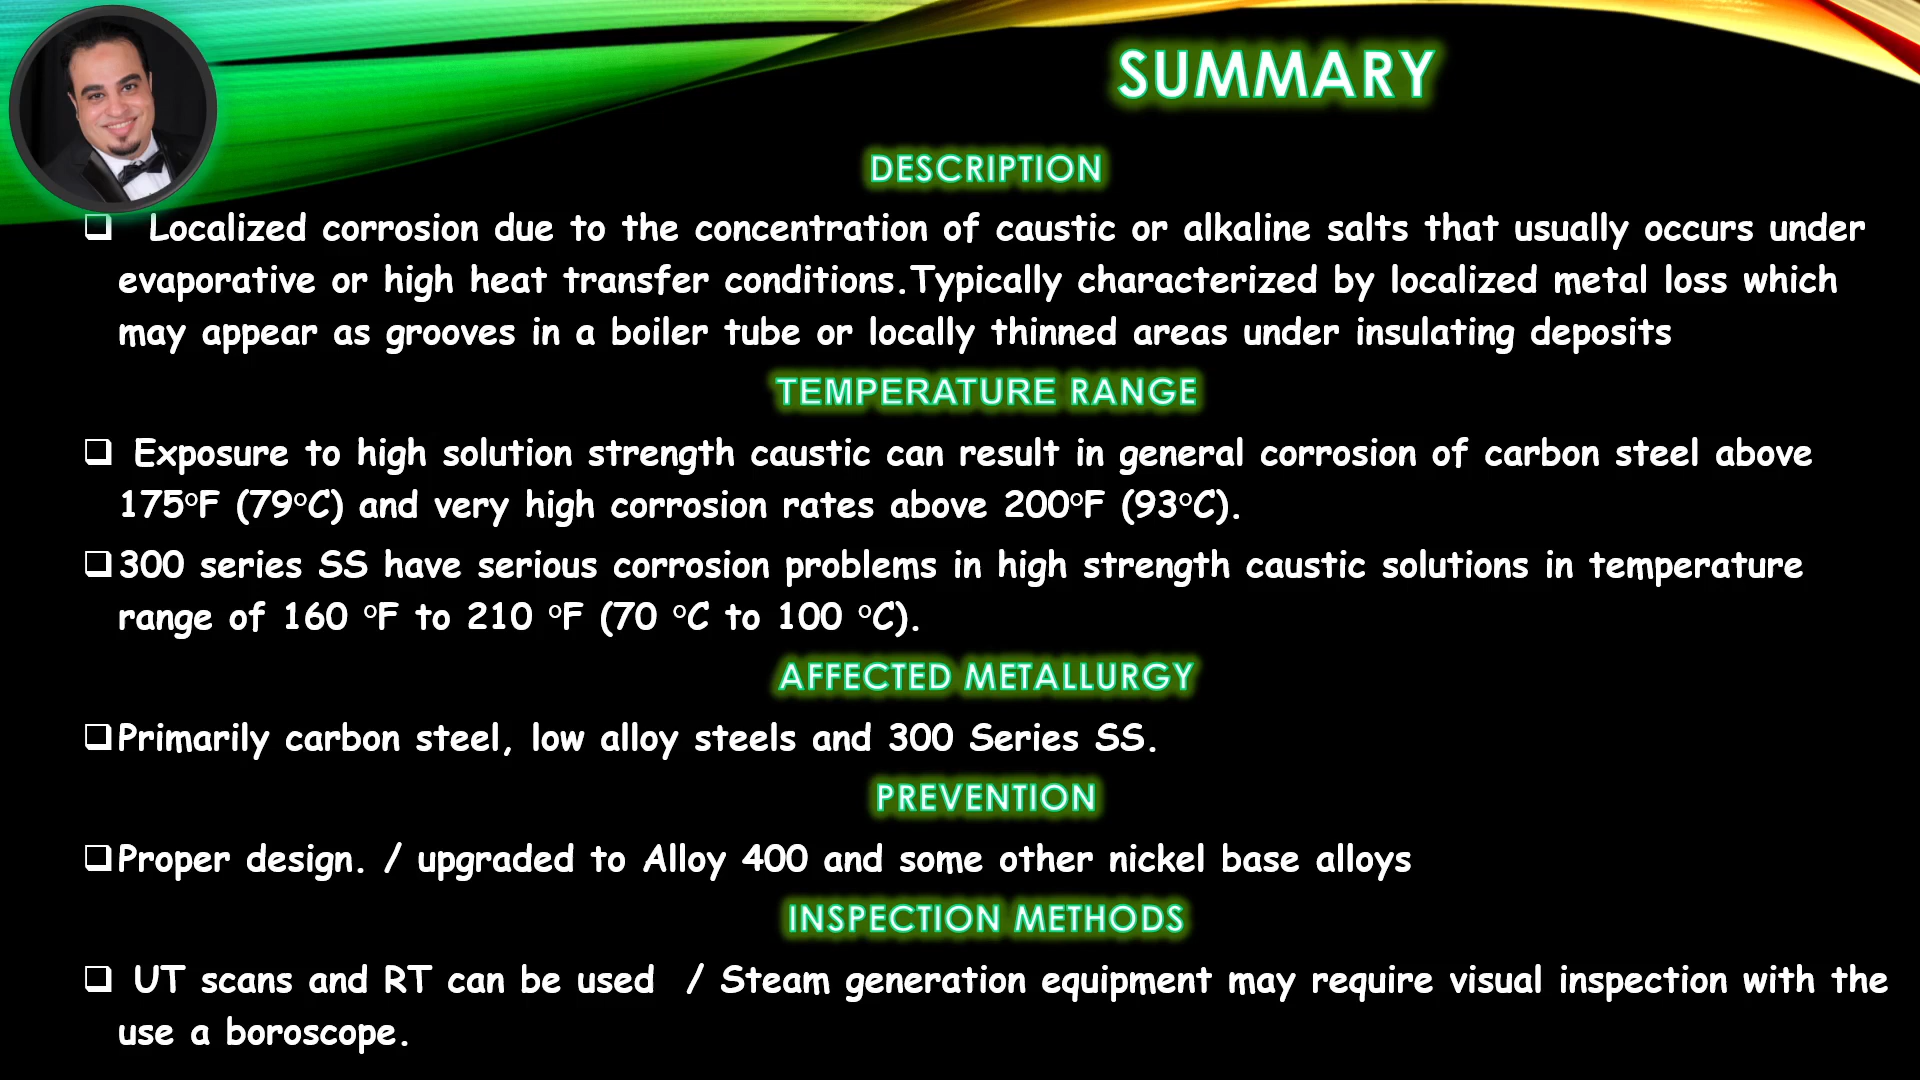 SUMMARY
DESCRIPTION
❑ Localized corrosion due to the concentration of caustic or alkaline salts that usually occurs under
evaporative or high heat transfer conditions.Typically characterized by localized metal loss which
may appear as grooves in a boiler tube or locally thinned areas under insulating deposits
TEMPERATURE RANGE
❑ Exposure to high solution strength caustic can result in general corrosion of carbon steel above
175°F (79°C) and very high corrosion rates above 200°F (93°C).
❑300 series SS have serious corrosion problems in high strength caustic solutions in temperature
range of 160 °F to 210 °F (70 °C to 100 °C).
AFFECTED METALLURGY
❑Primarily carbon steel, low alloy steels and 300 Series SS.
PREVENTION
❑Proper design. / upgraded to Alloy 400 and some other nickel base alloys
INSPECTION METHODS
❑ UT scans and RT can be used / Steam generation equipment may require visual inspection with the
use a boroscope.